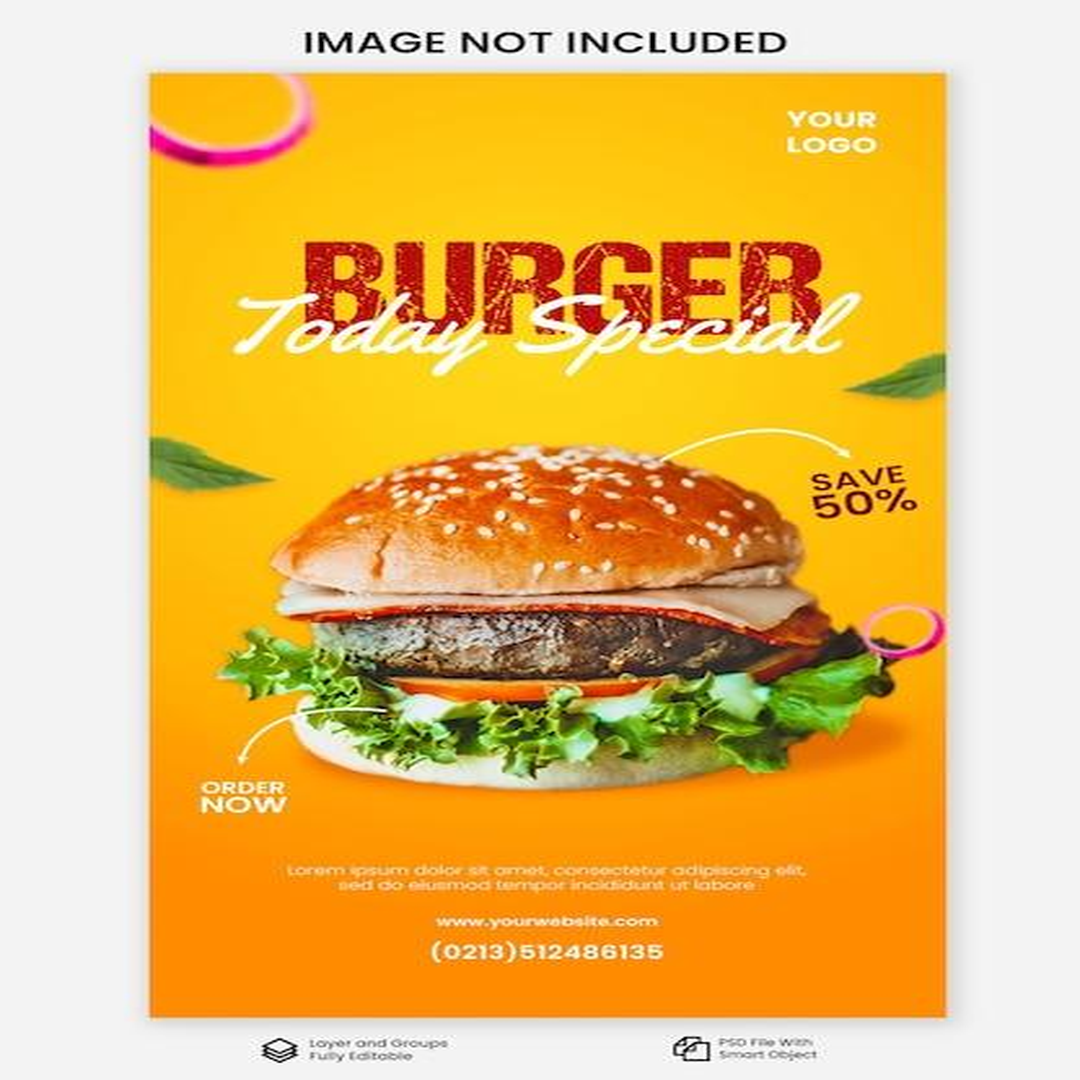 IMAGE NOT INCLUDED
YOUR
LOGO
BURGER
Today Special
SAVE
50%
ORDER
NOW
Lorem ipsum dolor sit amet, consectetur adipiscing elit,
sed do eiusmod tempor incididunt ut labore
www.yourwebsite.com
(0213)512486135
Layer and Groups
Fully Editable
PSD File With
Smart Object